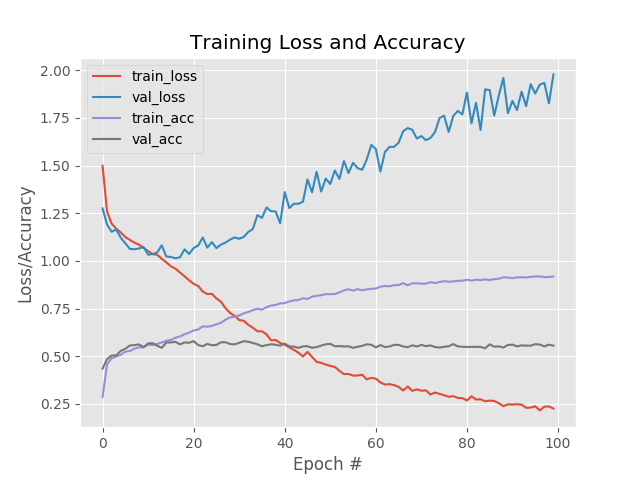 Training Loss and Accuracy
train_loss
val_loss
train_acc
val_acc
2.00
1.75
1.50
1.25
1.00
0.75
0.50
0.25
Loss/Accuracy
0 20 40 60 80 100
Epoch #